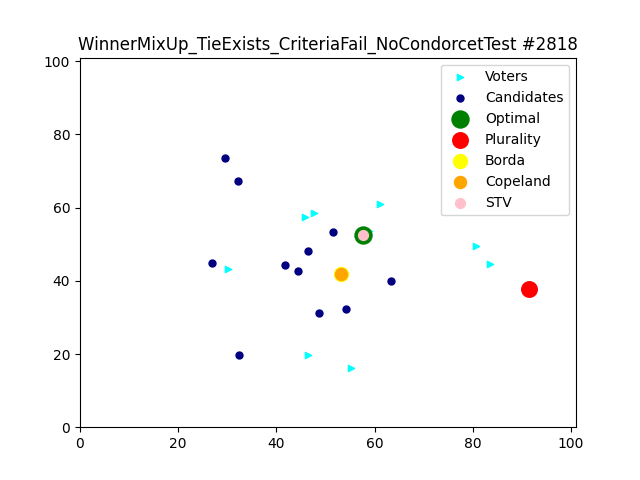 WinnerMixUp_TieExists_CriteriaFail_NoCondorcetTest #2818
100
80
60
40
20
0
0 20 40 60 80 100
Voters
Candidates
Optimal
Plurality
Borda
Copeland
STV